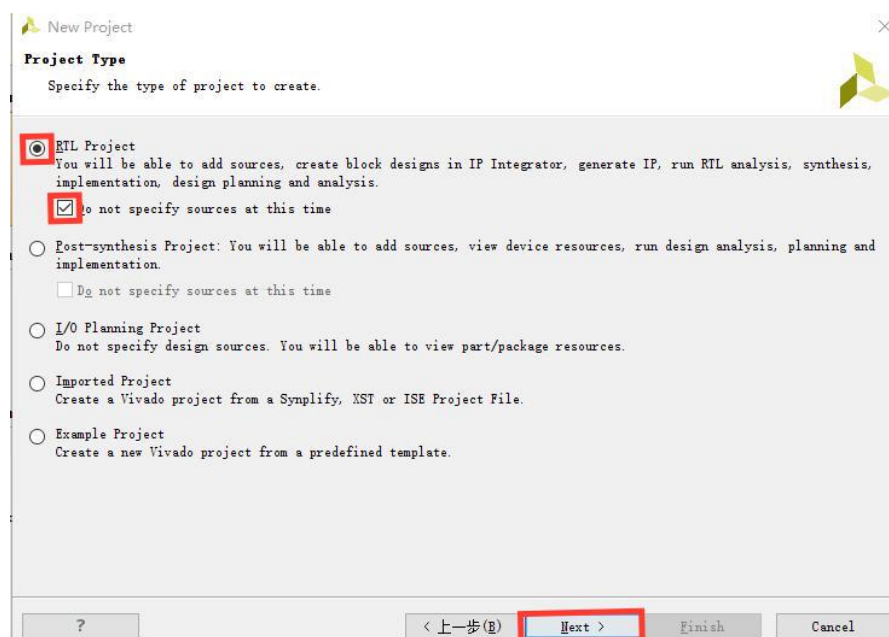 New Project
Project Type
Specify the type of project to create.
RTL Project
You will be able to add sources, create block designs in IP Integrator, generate IP, run RTL analysis, synthesis,
implementation, design planning and analysis.
Do not specify sources at this time
Post-synthesis Project: You will be able to add sources, view device resources, run design analysis, planning and
implementation.
Do not specify sources at this time
I/O Planning Project
Do not specify design sources. You will be able to view part/package resources.
Imported Project
Create a Vivado project from a Synplify, XST or ISE Project File.
Example Project
Create a new Vivado project from a predefined template.
? < 上一步(B) Next > Finish Cancel